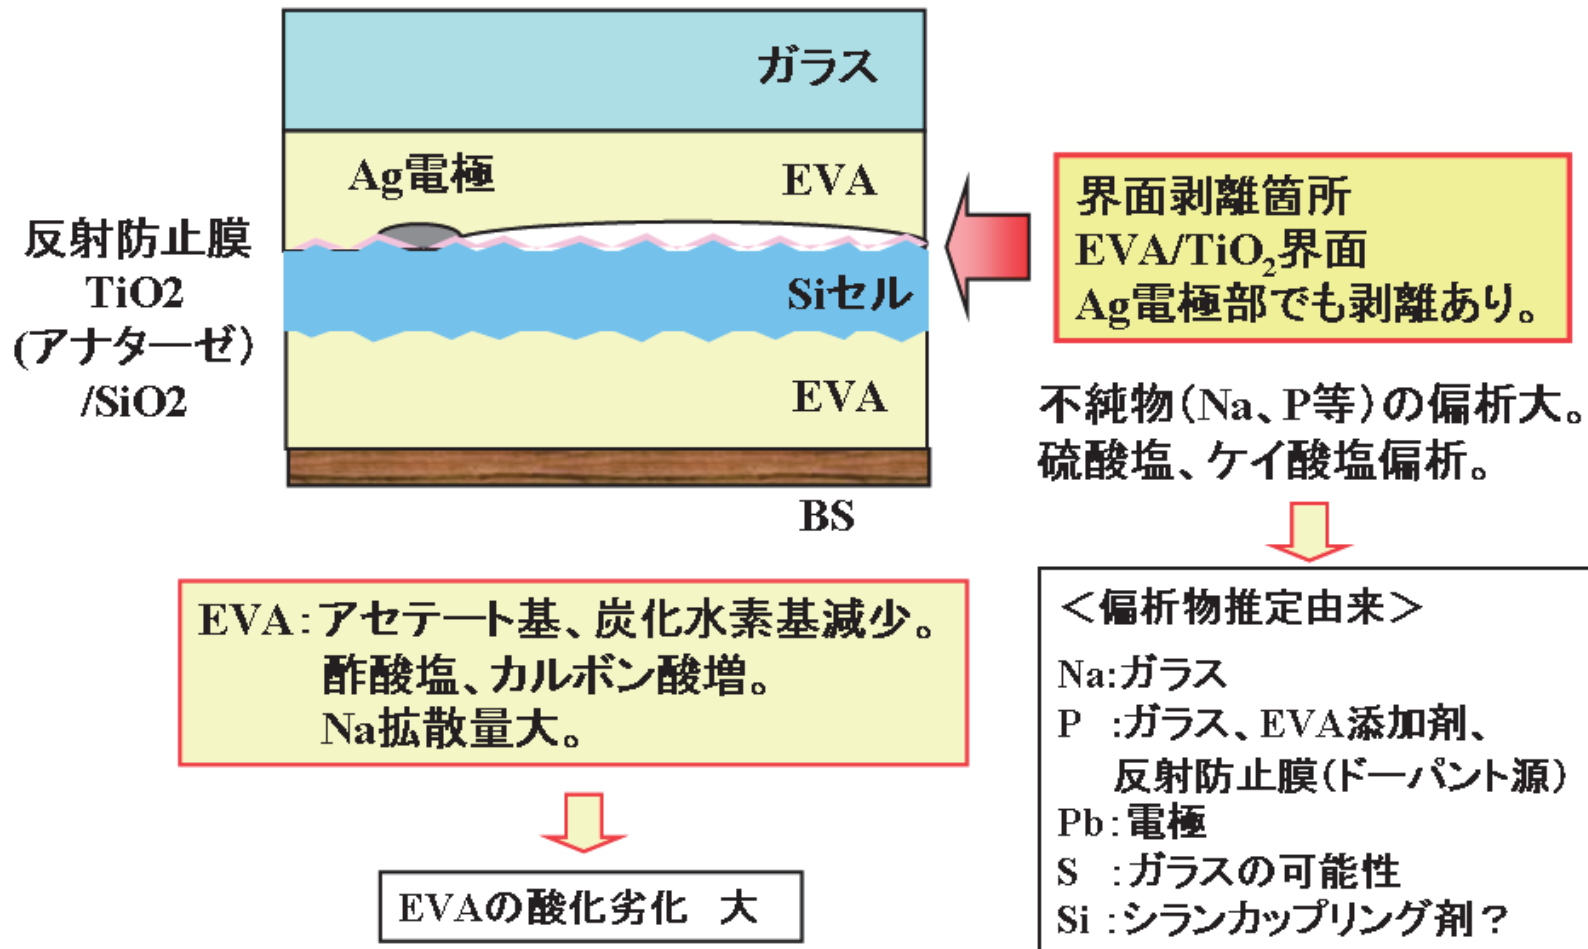 ガラス
Ag電極
EVA
反射防止膜
TiO2
(アナターゼ)
/SiO2
Siセル
EVA
BS
界面剥離箇所
EVA/TiO₂界面
Ag電極部でも剥離あり。
不純物(Na、P等)の偏析大。
硫酸塩、ケイ酸塩偏析。
EVA:アセテート基、炭化水素基減少。
酢酸塩、カルボン酸増。
Na拡散量大。
EVAの酸化劣化 大
＜偏析物推定由来＞
Na:ガラス
P :ガラス、EVA添加剤、
反射防止膜(ドーパント源)
Pb:電極
S :ガラスの可能性
Si:シランカップリング剤？